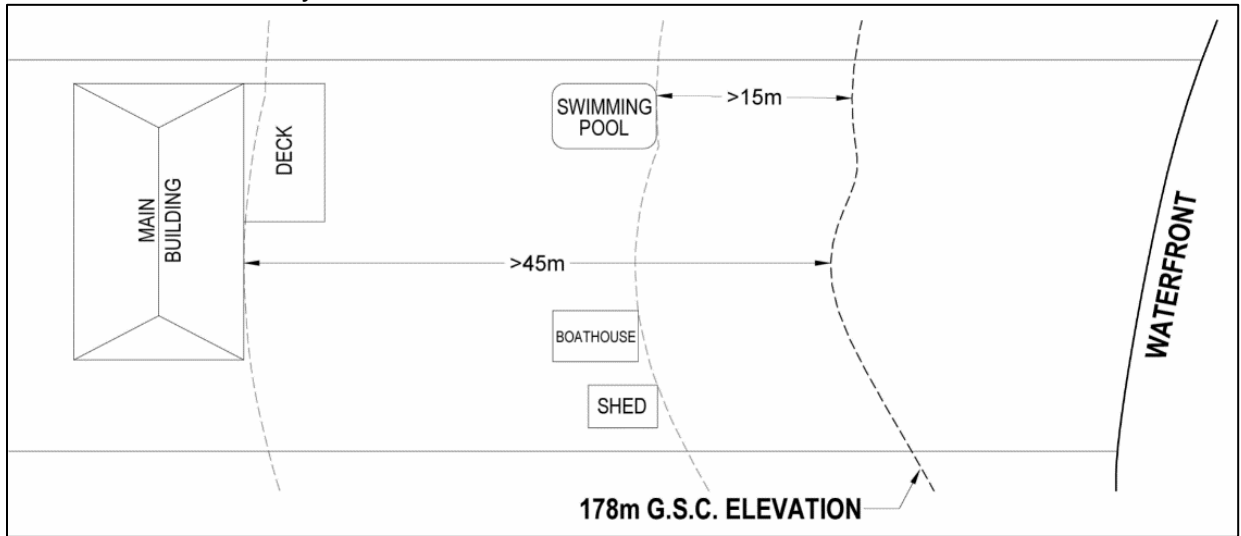 SWIMMING
POOL
>15m
DECK
MAIN
BUILDING
>45m
WATERFRONT
BOATHOUSE
SHED
178m G.S.C. ELEVATION